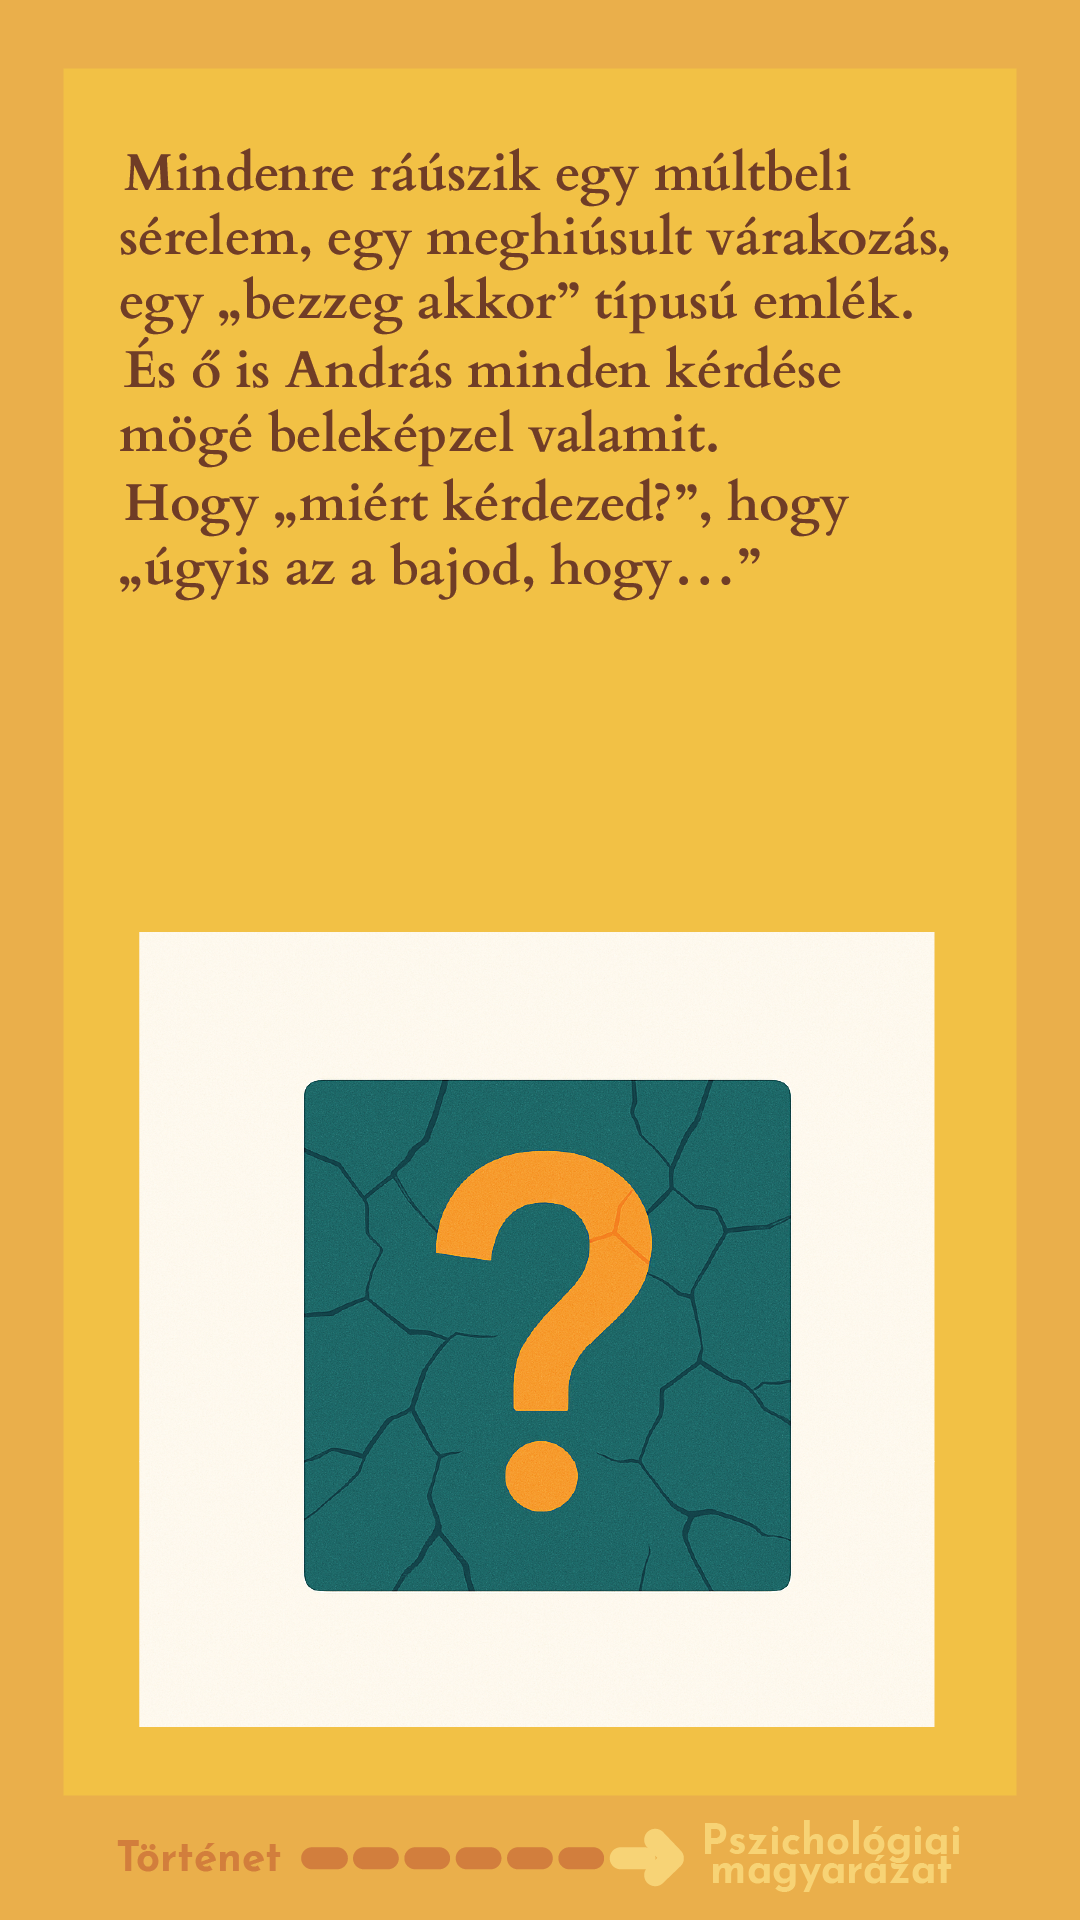 Mindenre ráúszik egy múltbeli
sérelem, egy meghiúsult várakozás,
egy „bezzeg akkor” típusú emlék.
És ő is András minden kérdése
mögé beleképzel valamit.
Hogy „miért kérdezed?”, hogy
„úgyis az a bajod, hogy…”
?
Történet
Pszichológiai
magyarázat